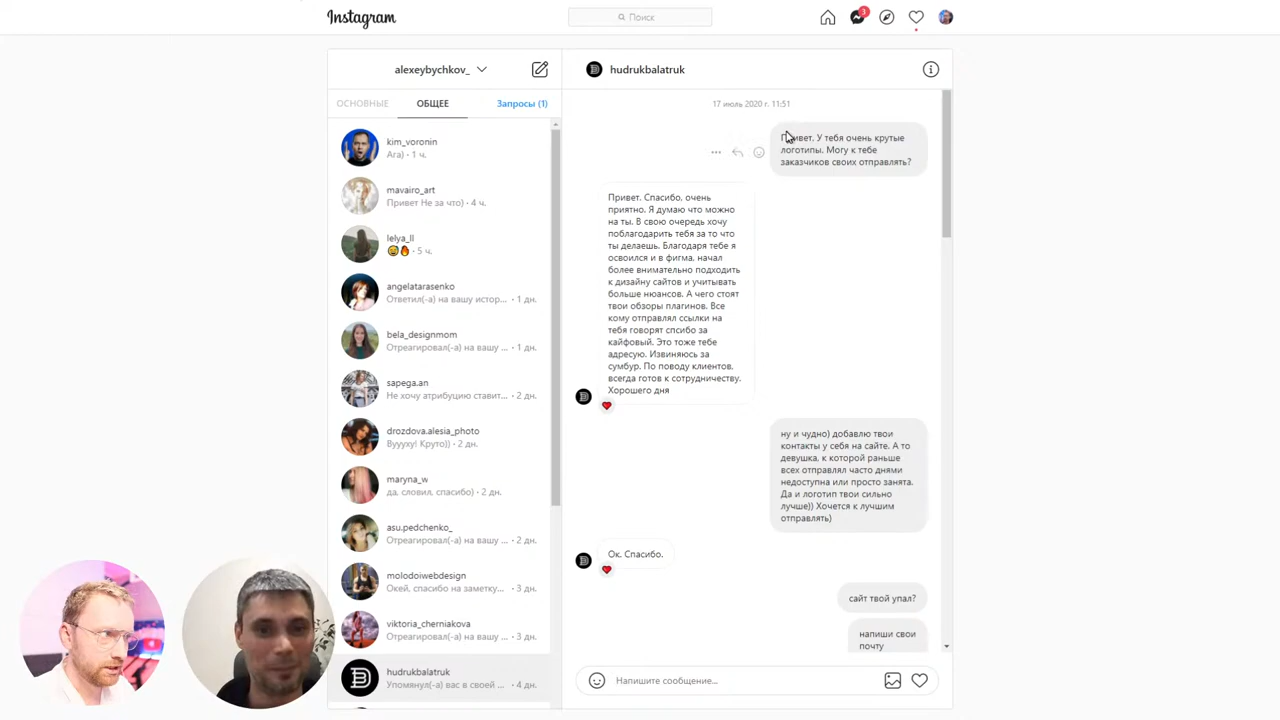 Instagram
Поиск
3
alexeybychkov_
hudrukbalatruk
ОСНОВНЫЕ
ОБЩЕЕ
Запросы (1)
kim_voronin
Ага) · 1 ч.
mavairo_art
Привет Не за что) · 4 ч.
lelya_ll
😅🔥 · 5 ч.
angelatarasenko
Ответил(-а) на вашу истор... · 1 дн.
bela_designmom
Отреагировал(-а) на вашу ... · 1 дн.
sapega.an
Не хочу атрибуцию ставит... · 2 дн.
drozdova.alesia_photo
Вуууху! Круто)) · 2 дн.
maryna_w
да, словил, спасибо) · 2 дн.
asu.pedchenko_
Отреагировал(-а) на вашу ... · 2 дн.
molodoiwebdesign
Окей, спасибо на заметку... · 3 дн.
viktoria_cherniakova
Отреагировал(-а) на вашу ... · 3 дн.
hudrukbalatruk
Упомянул(-а) вас в своей ... · 4 дн.
17 июль 2020 г. 11:51
Привет. У тебя очень крутые
логотипы. Могу к тебе
заказчиков своих отправлять?
Привет. Спасибо, очень
приятно. Я думаю что можно
на ты. В свою очередь хочу
поблагодарить тебя за то что
ты делаешь. Благодаря тебе я
освоился и в фигма, начал
более внимательно подходить
к дизайну сайтов и учитывать
больше нюансов. А чего стоят
твои обзоры плагинов. Все
кому отправлял ссылки на
тебя говорят спсибо за
кайфовый. Это тоже тебе
адресую. Извиняюсь за
сумбур. По поводу клиентов,
всегда готов к сотрудничеству.
Хорошего дня
ну и чудно) добавлю твои
контакты у себя на сайте. А то
девушка, к которой раньше
всех отправлял часто днями
недоступна или просто занята.
Да и логотип твои сильно
лучше)) Хочется к лучшим
отправлять)
Ок. Спасибо.
сайт твой упал?
напиши свои
почту
Напишите сообщение...